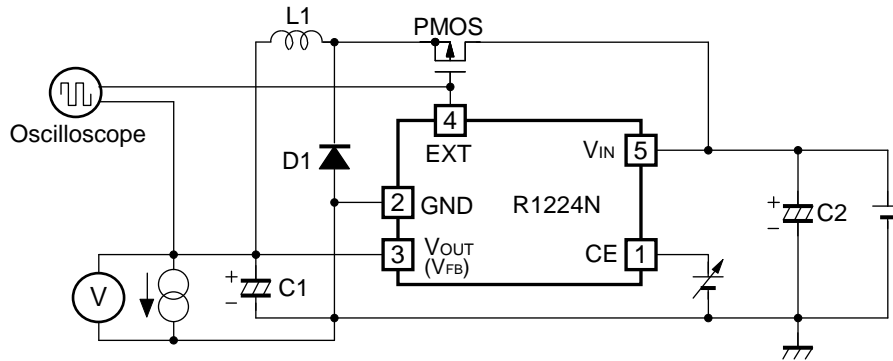 L1
PMOS
Oscilloscope
4
EXT
VIN
5
D1
2
GND
R1224N
+
−
C2
3
VOUT
(VFB)
CE
1
V
+
−
C1